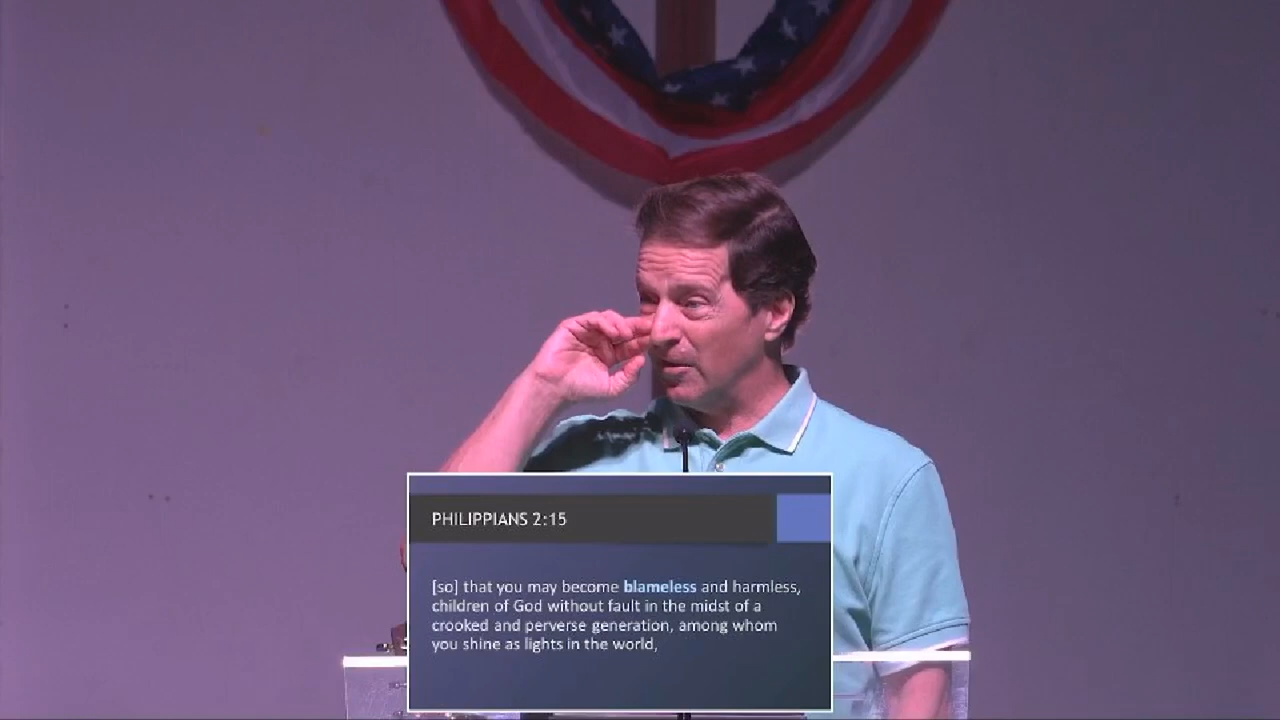 PHILIPPIANS 2:15
[so] that you may become blameless and harmless,
children of God without fault in the midst of a
crooked and perverse generation, among whom
you shine as lights in the world,